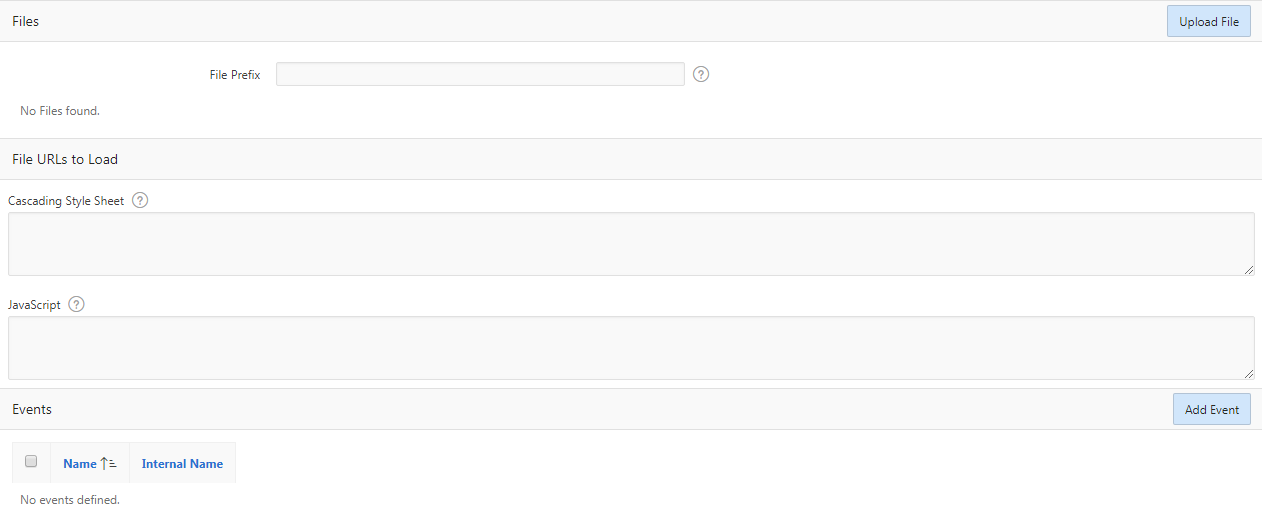 Files
Upload File
File Prefix
?
No Files found.
File URLs to Load
Cascading Style Sheet ?
JavaScript ?
Events
Add Event
Name Internal Name
No events defined.